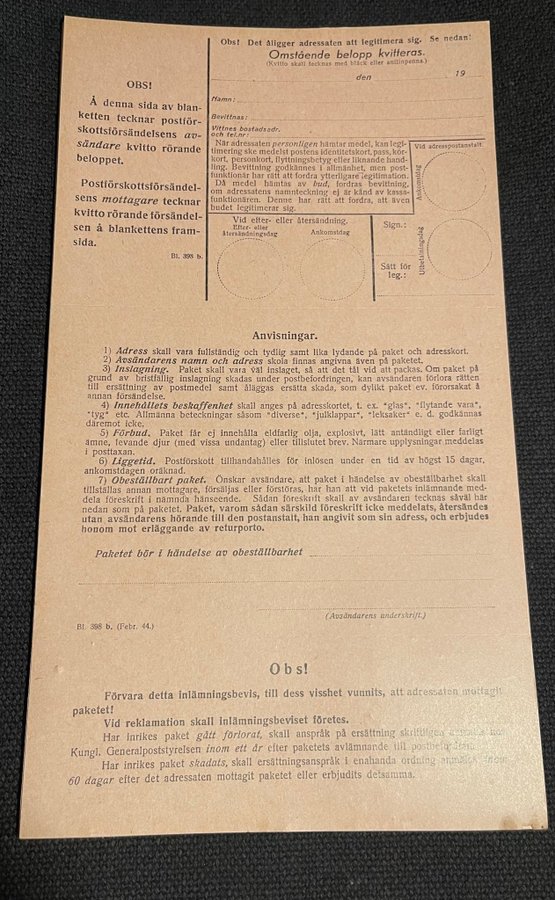 OBS!
Å denna sida av blan-
ketten tecknar postför-
skottsförsändelsens av-
sändare kvitto rörande
beloppet.
Postförskottsförsändel-
sens mottagare tecknar
kvitto rörande försändel-
sen å blankettens fram-
sida.
Bl. 398 b.
Obs! Det åligger adressaten att legitimera sig. Se nedan!
Omstående belopp kvitteras.
(Kvitto skall tecknas med bläck eller anilinpenna.)
den 19
Namn:
Bevittnas:
Vittnes bostadsadr.
och tel.nr:
När adressaten personligen hämtar medel, kan legi-
timering ske medelst postens identitetskort, pass, kör-
kort, personkort, flyttningsbetyg eller liknande hand-
ling. Bevittning godkännes i allmänhet, men post-
funktionär har rätt att fordra ytterligare legitimation.
Då medel hämtas av bud, fordras bevittning,
om adressatens namnteckning ej är känd av kassa-
funktionären. Denne har rätt att fordra, att även
budet legitimerar sig.
Vid adresspostanstalt:
Ankomstdag
Utbetalningsdag
Vid efter- eller återsändning.
Efter- eller
återsändningsdag
Ankomstdag
Sign.:
Sätt för
leg.:
Anvisningar.
1) Adress skall vara fullständig och tydlig samt lika lydande på paket och adresskort.
2) Avsändarens namn och adress skola finnas angivna även på paketet.
3) Inslagning. Paket skall vara väl inslaget, så att det tål vid att packas. Om paket på
grund av bristfällig inslagning skadas under postbefordringen, kan avsändaren förlora rätten
till ersättning av postmedel samt åläggas ersätta skada, som dylikt paket ev. förorsakat å
annan försändelse.
4) Innehållets beskaffenhet skall anges på adresskortet, t. ex. "glas", "flytande vara",
"tyg" etc. Allmänna beteckningar såsom "diverse", "julklappar", "leksaker" e. d. godkännas
däremot icke.
5) Förbud. Paket får ej innehålla eldfarlig olja, explosivt, lätt antändligt eller farligt
ämne, levande djur (med vissa undantag) eller tillslutet brev. Närmare upplysningar meddelas
i posttaxan.
6) Liggetid. Postförskott tillhandahålles för inlösen under en tid av högst 15 dagar,
ankomstdagen oräknad.
7) Obeställbart paket. Önskar avsändare, att paket i händelse av obeställbarhet skall
tillställas annan mottagare, försäljas eller förstöras, har han att vid paketets inlämnande med-
dela föreskrift i nämnda hänseende. Sådan föreskrift skall av avsändaren tecknas såväl här
nedan som på paketet. Paket, varom sådan särskild föreskrift icke meddelats, återsändes
utan avsändarens hörande till den postanstalt, han angivit som sin adress, och erbjudes
honom mot erläggande av returporto.
Paketet bör i händelse av obeställbarhet
(Avsändarens underskrift.)
Bl. 398 b. (Febr. 44.)
Obs!
Förvara detta inlämningsbevis, till dess visshet vunnits, att adressaten mottagit
paketet!
Vid reklamation skall inlämningsbeviset företes.
Har inrikes paket gått förlorat, skall anspråk på ersättning skriftligen anmälas hos
Kungl. Generalpoststyrelsen inom ett år efter paketets avlämnande till postbefordran.
Har inrikes paket skadats, skall ersättningsanspråk i enahanda ordning anmälas inom
60 dagar efter det adressaten mottagit paketet eller erbjudits detsamma.